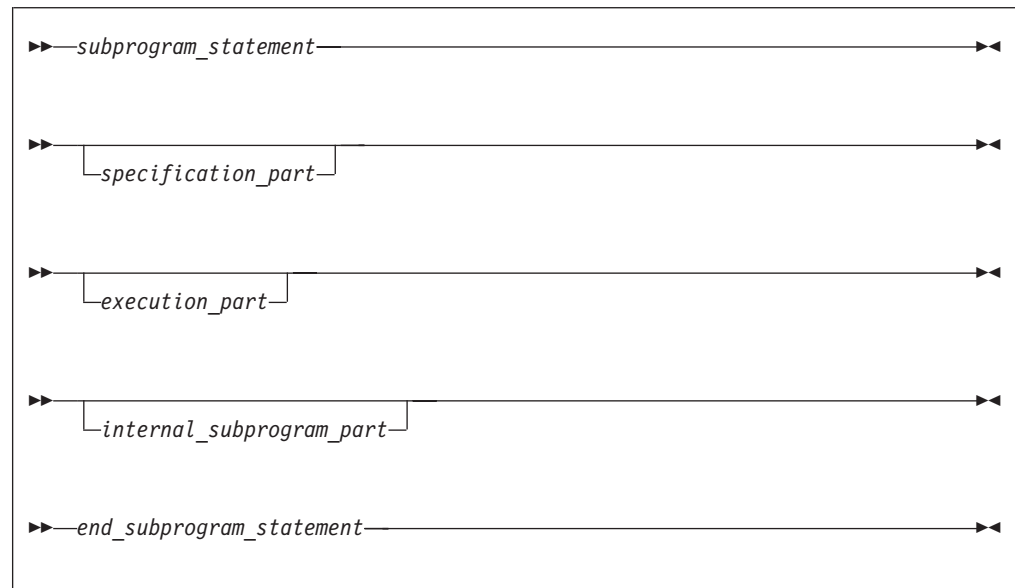 subprogram_statement
specification_part
execution_part
internal_subprogram_part
end_subprogram_statement